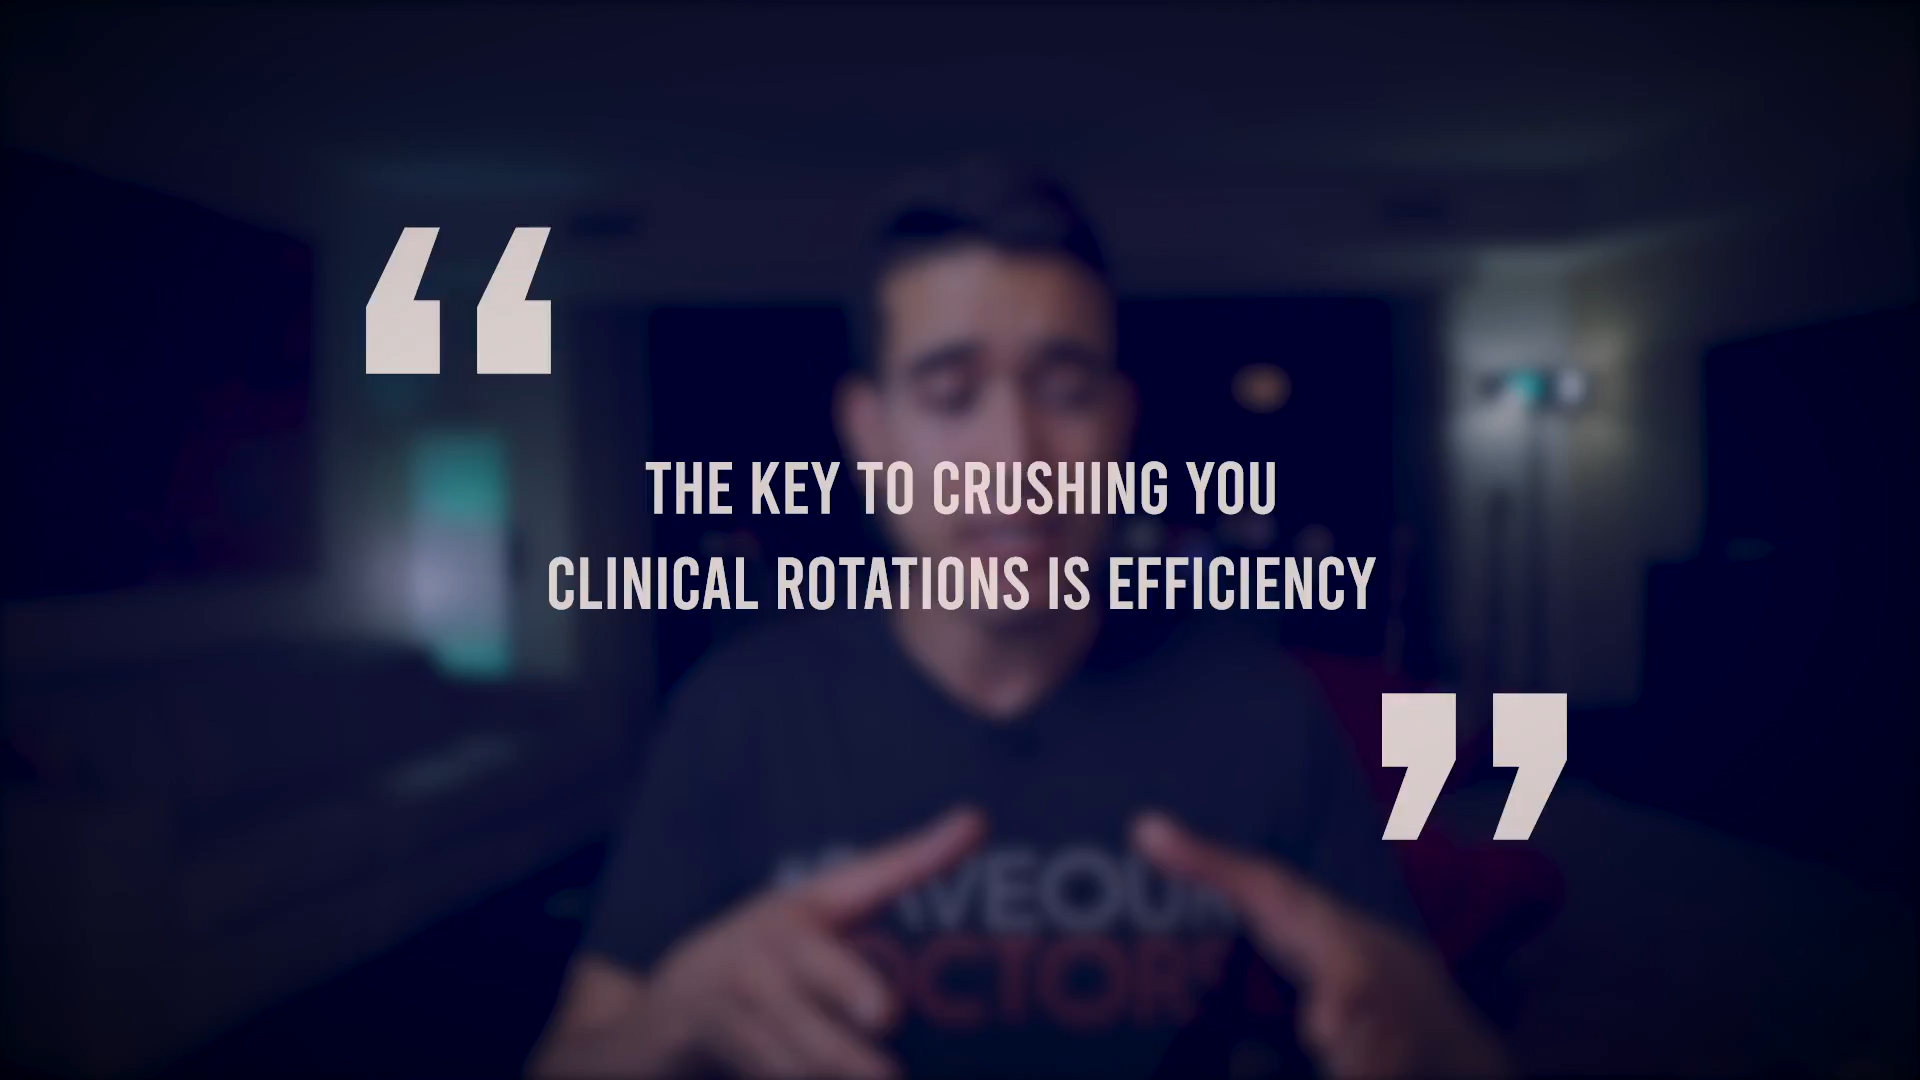 “
THE KEY TO CRUSHING YOU
CLINICAL ROTATIONS IS EFFICIENCY
”